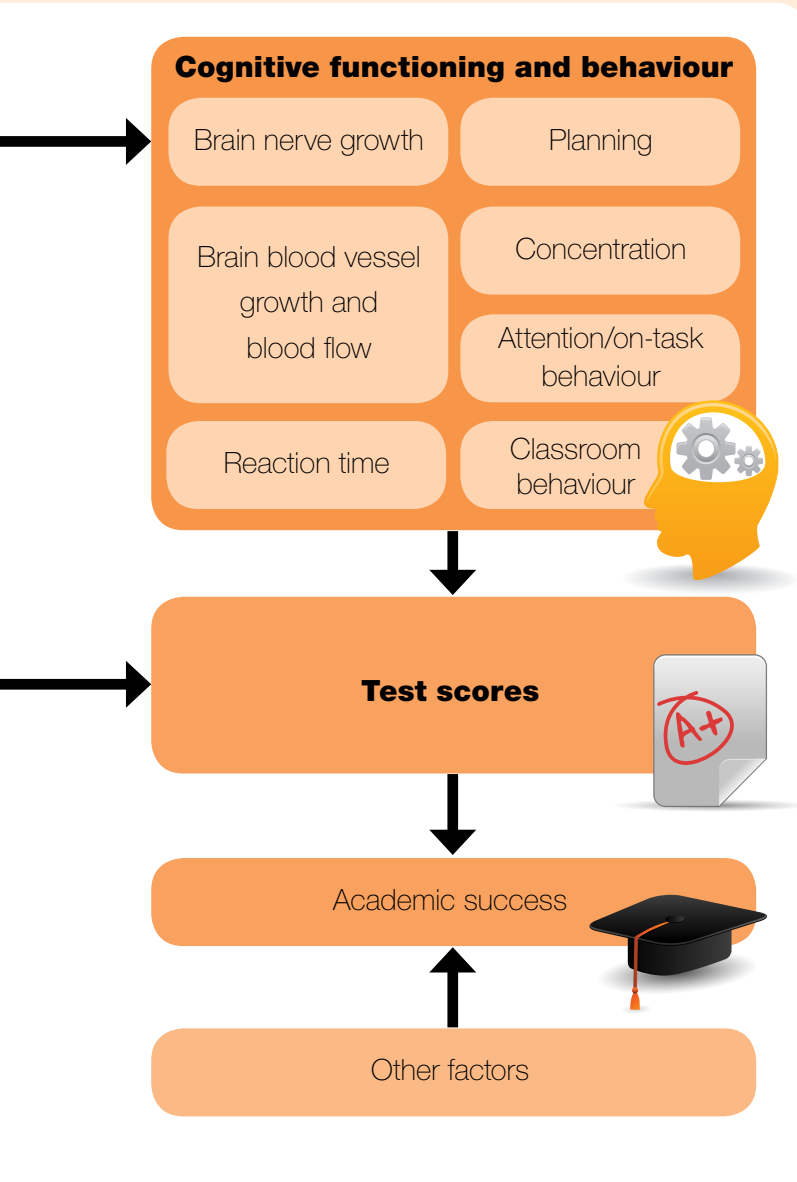 Cognitive functioning and behaviour
Brain nerve growth
Planning
Brain blood vessel
growth and
blood flow
Concentration
Attention/on-task
behaviour
Reaction time
Classroom
behaviour
Test scores
A+
Academic success
Other factors